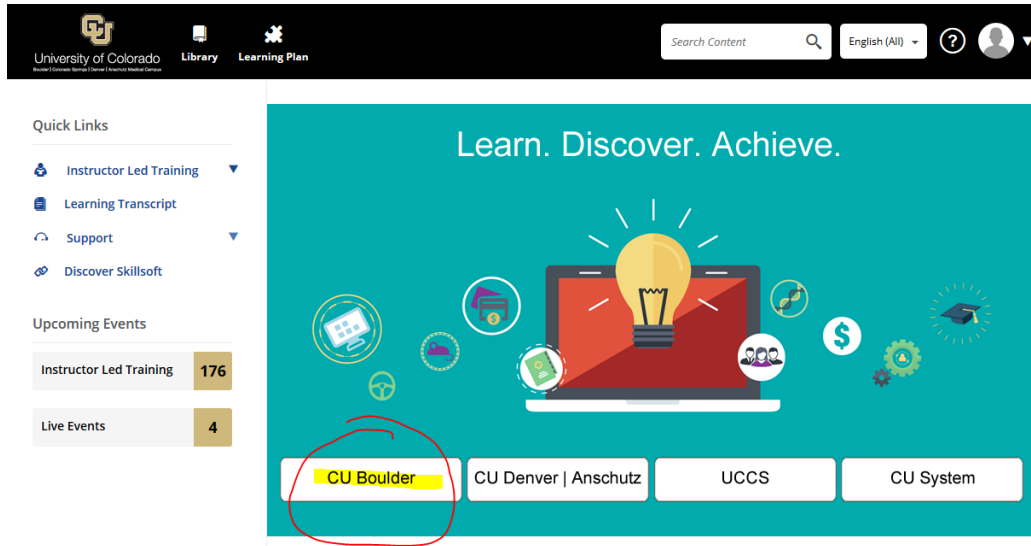 CU
University of Colorado
Boulder | Colorado Springs | Denver | Anschutz Medical Campus
Library
Learning Plan
Search Content
English (All)
?
Quick Links
Instructor Led Training
Learning Transcript
Support
Discover Skillsoft
Upcoming Events
Instructor Led Training 176
Live Events 4
Learn. Discover. Achieve.
$
$
CU Boulder
CU Denver | Anschutz
UCCS
CU System